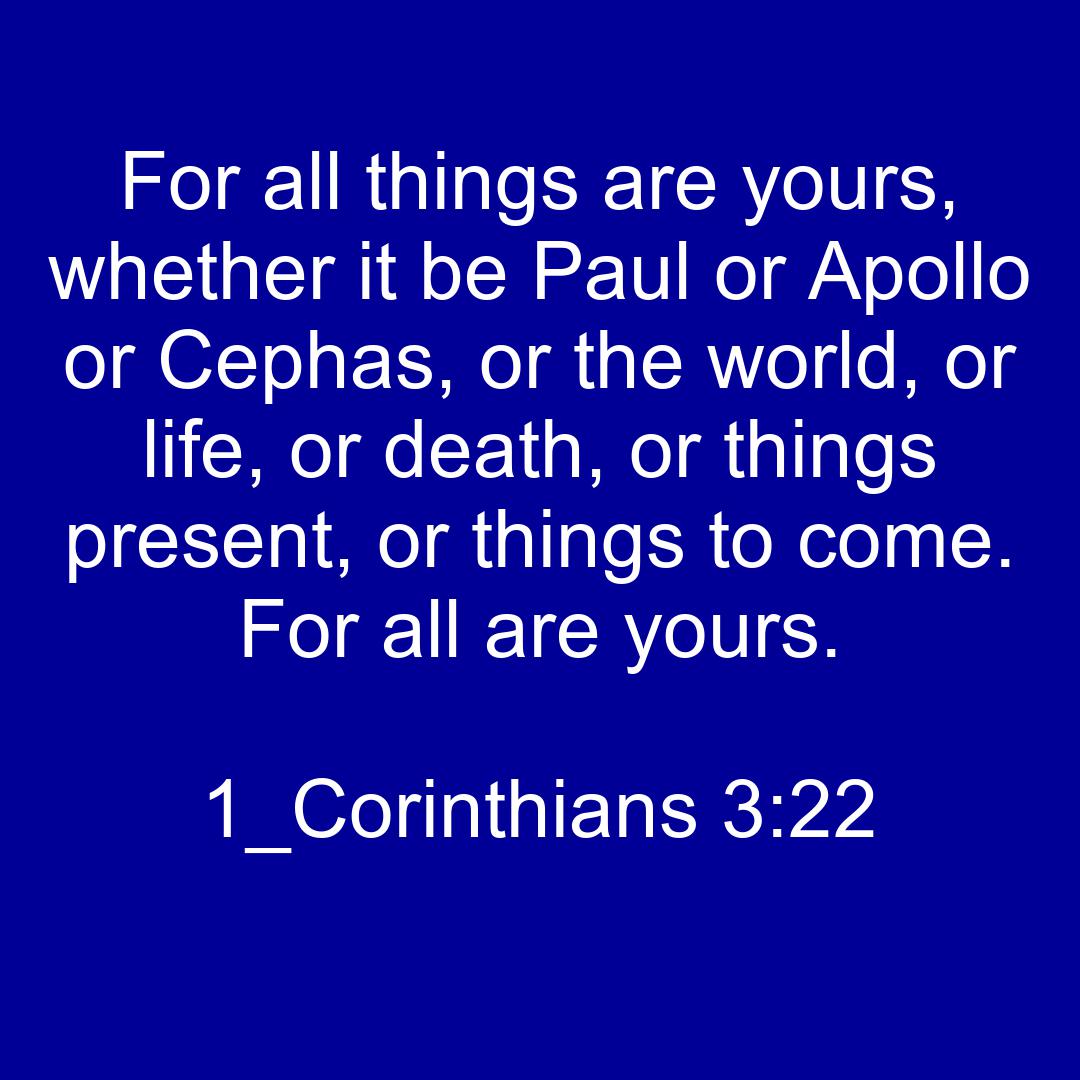 For all things are yours,
whether it be Paul or Apollo
or Cephas, or the world, or
life, or death, or things
present, or things to come.
For all are yours.
1_Corinthians 3:22